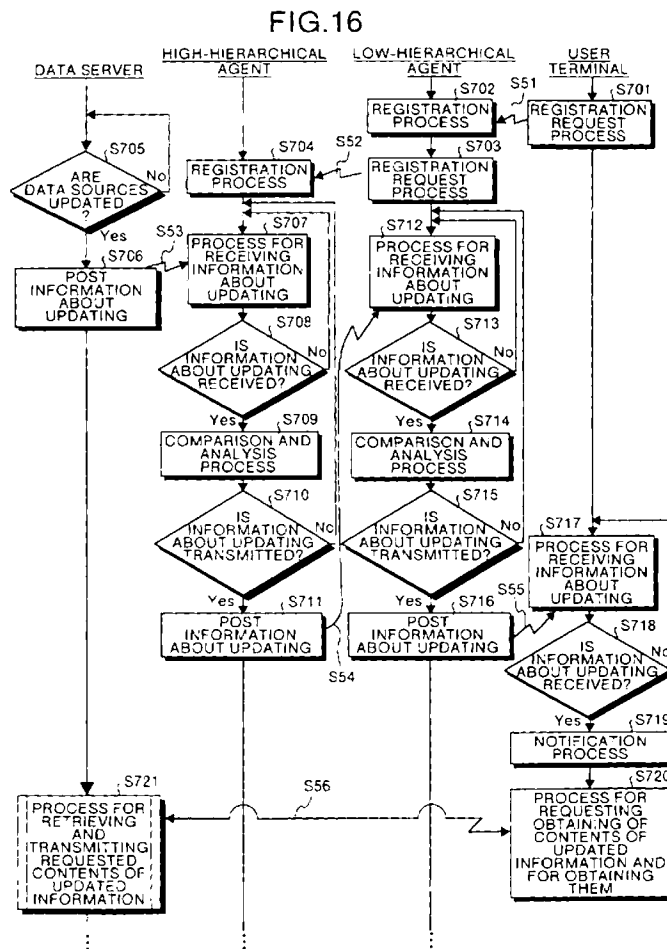 FIG.16
DATA SERVER
HIGH-HIERARCHICAL
AGENT
LOW-HIERARCHICAL
AGENT
USER
TERMINAL
S702
REGISTRATION
PROCESS
S51
S701
REGISTRATION
REQUEST
PROCESS
S704
REGISTRATION
PROCESS
S52
S703
REGISTRATION
REQUEST
PROCESS
S705
ARE
DATA SOURCES
UPDATED
?
No
Yes
S706
POST
INFORMATION
ABOUT
UPDATING
S53
S707
PROCESS FOR
RECEIVING
INFORMATION
ABOUT
UPDATING
S712
PROCESS FOR
RECEIVING
INFORMATION
ABOUT
UPDATING
S708
IS
INFORMATION
ABOUT UPDATING
RECEIVED?
No
Yes
S713
IS
INFORMATION
ABOUT UPDATING
RECEIVED?
No
Yes
S709
COMPARISON AND
ANALYSIS
PROCESS
S714
COMPARISON AND
ANALYSIS
PROCESS
S710
IS
INFORMATION
ABOUT UPDATING
TRANSMITTED?
No
Yes
S715
IS
INFORMATION
ABOUT UPDATING
TRANSMITTED?
No
Yes
S711
POST
INFORMATION
ABOUT UPDATING
S54
S716
POST
INFORMATION
ABOUT UPDATING
S55
S717
PROCESS FOR
RECEIVING
INFORMATION
ABOUT
UPDATING
S718
IS
INFORMATION
ABOUT UPDATING
RECEIVED?
No
Yes
S719
NOTIFICATION
PROCESS
S720
PROCESS FOR
REQUESTING
OBTAINING OF
CONTENTS OF
UPDATED
INFORMATION AND
FOR OBTAINING
THEM
S56
S721
PROCESS FOR
RETRIEVING
AND
ITRANSMITTING
REQUESTED
CONTENTS OF
UPDATED
INFORMATION